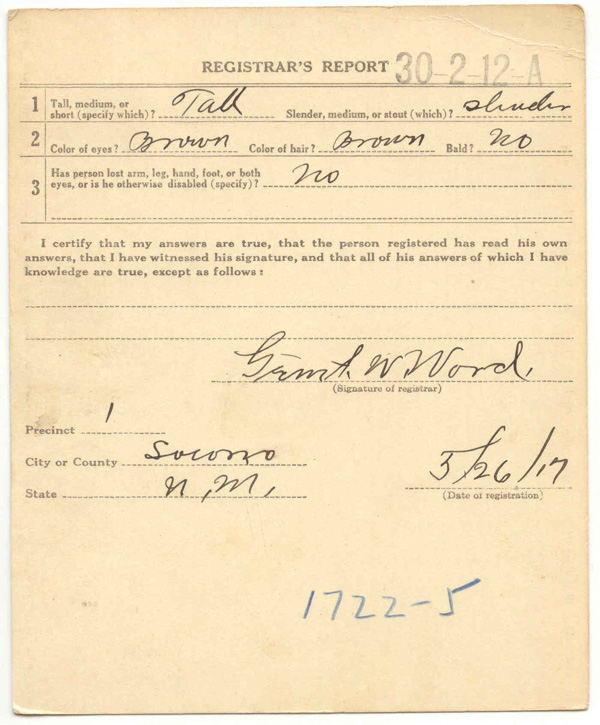 REGISTRAR'S REPORT 30-2-12-A
1 Tall, medium, or short (specify which)? Tall Slender, medium, or stout (which)? Slender
2 Color of eyes? Brown Color of hair? Brown Bald? No
3 Has person lost arm, leg, hand, foot, or both
eyes, or is he otherwise disabled (specify)? No
I certify that my answers are true, that the person registered has read his own
answers, that I have witnessed his signature, and that all of his answers of which I have
knowledge are true, except as follows:
W. Ward.
(Signature of registrar)
Precinct 1
City or County Socorro
State N. M.
5/26/17
(Date of registration)
1722-5